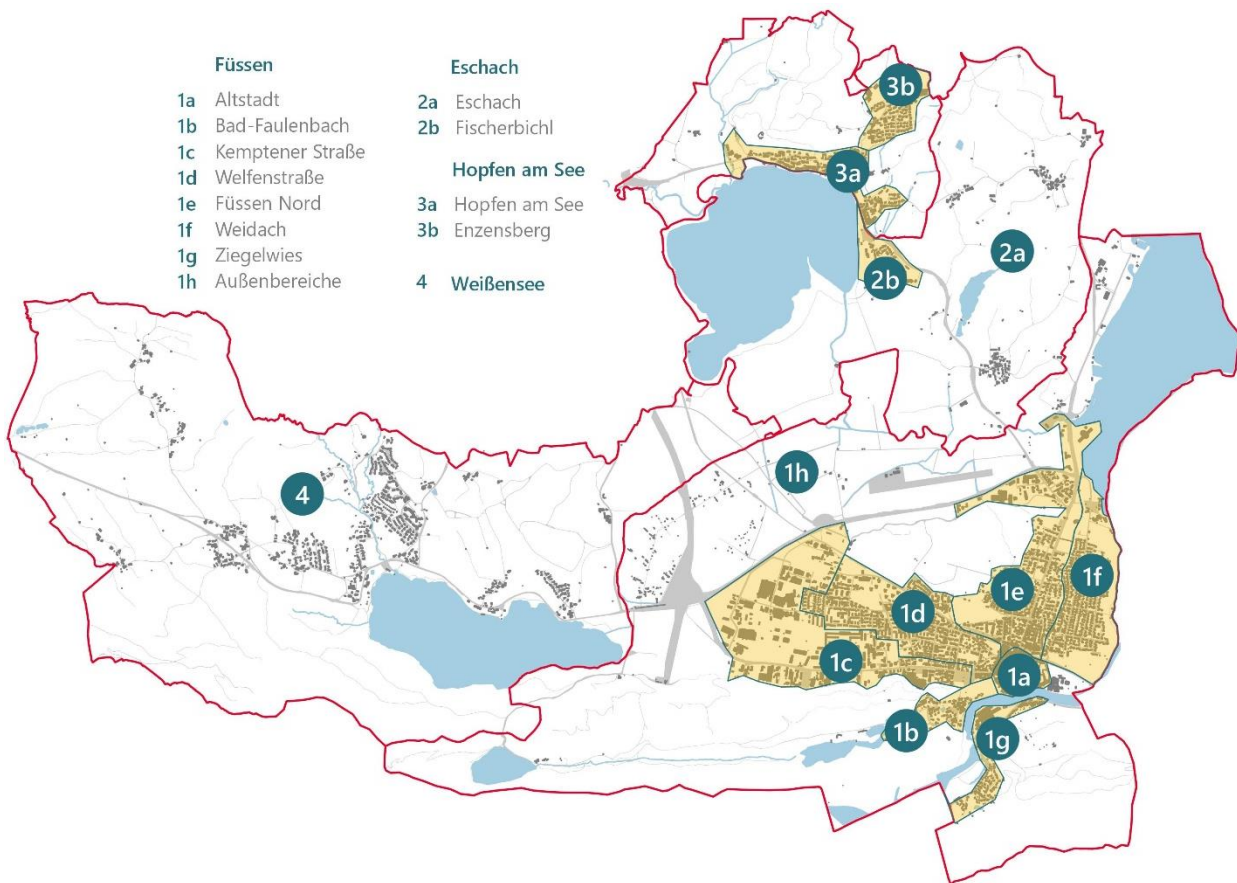 Füssen
1a Altstadt
1b Bad-Faulenbach
1c Kemptener Straße
1d Welfenstraße
1e Füssen Nord
1f Weidach
1g Ziegelwies
1h Außenbereiche
Eschach
2a Eschach
2b Fischerbichl
Hopfen am See
3a Hopfen am See
3b Enzensberg
4 Weißensee
3b
3a
2a
2b
1h
4
1f
1e
1d
1c
1a
1b
1g